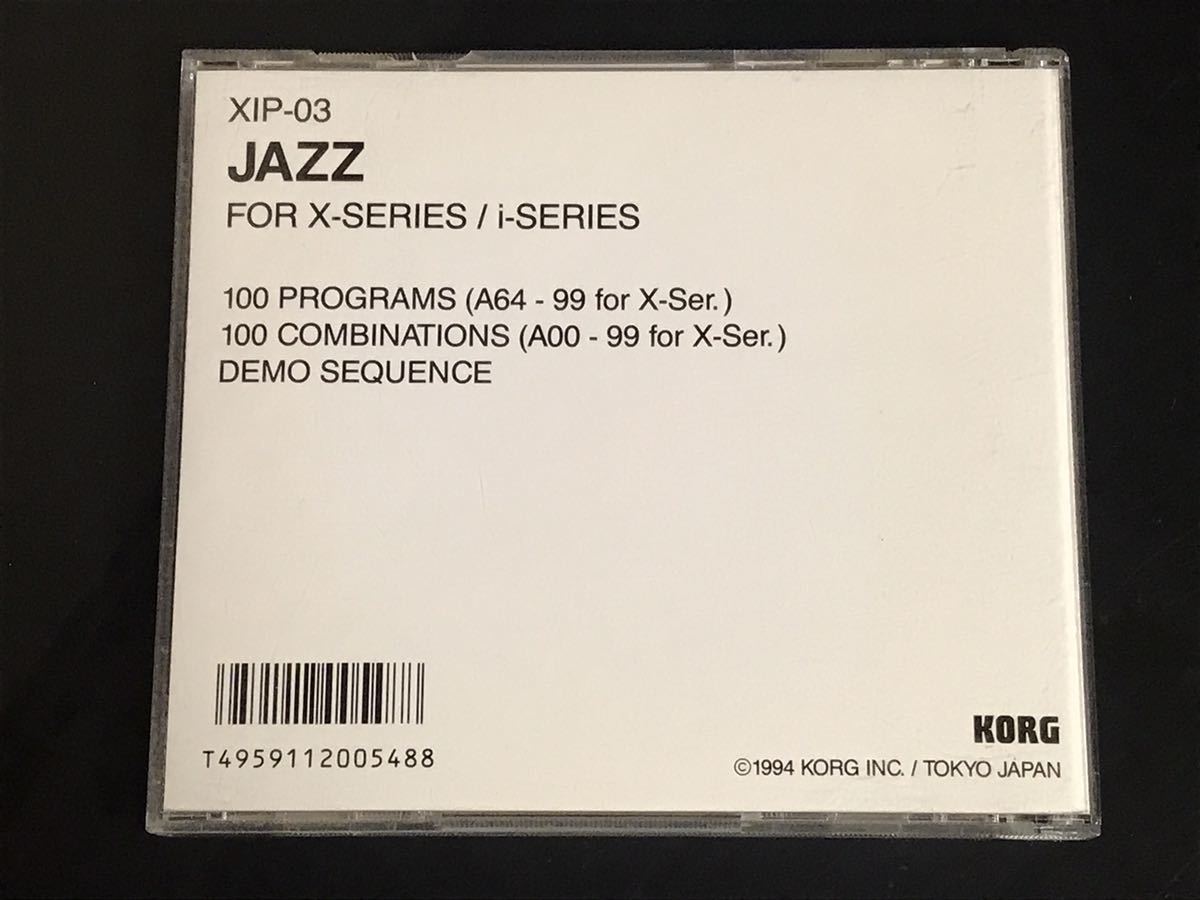 XIP-03
JAZZ
FOR X-SERIES / i-SERIES
100 PROGRAMS (A64 - 99 for X-Ser.)
100 COMBINATIONS (A00 - 99 for X-Ser.)
DEMO SEQUENCE
T4959112005488
KORG
©1994 KORG INC. / TOKYO JAPAN